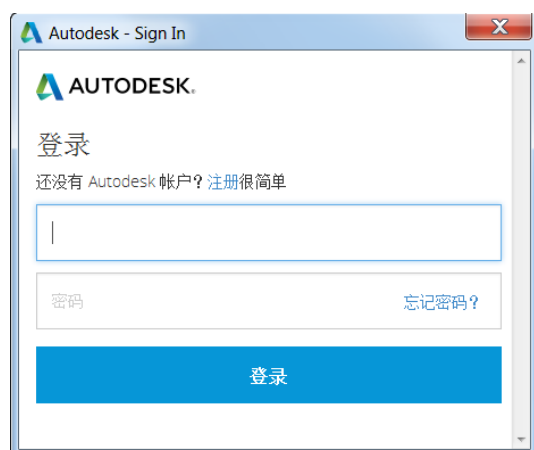 Autodesk - Sign In
AUTODESK.
登录
还没有 Autodesk 帐户？注册很简单
密码
忘记密码？
登录